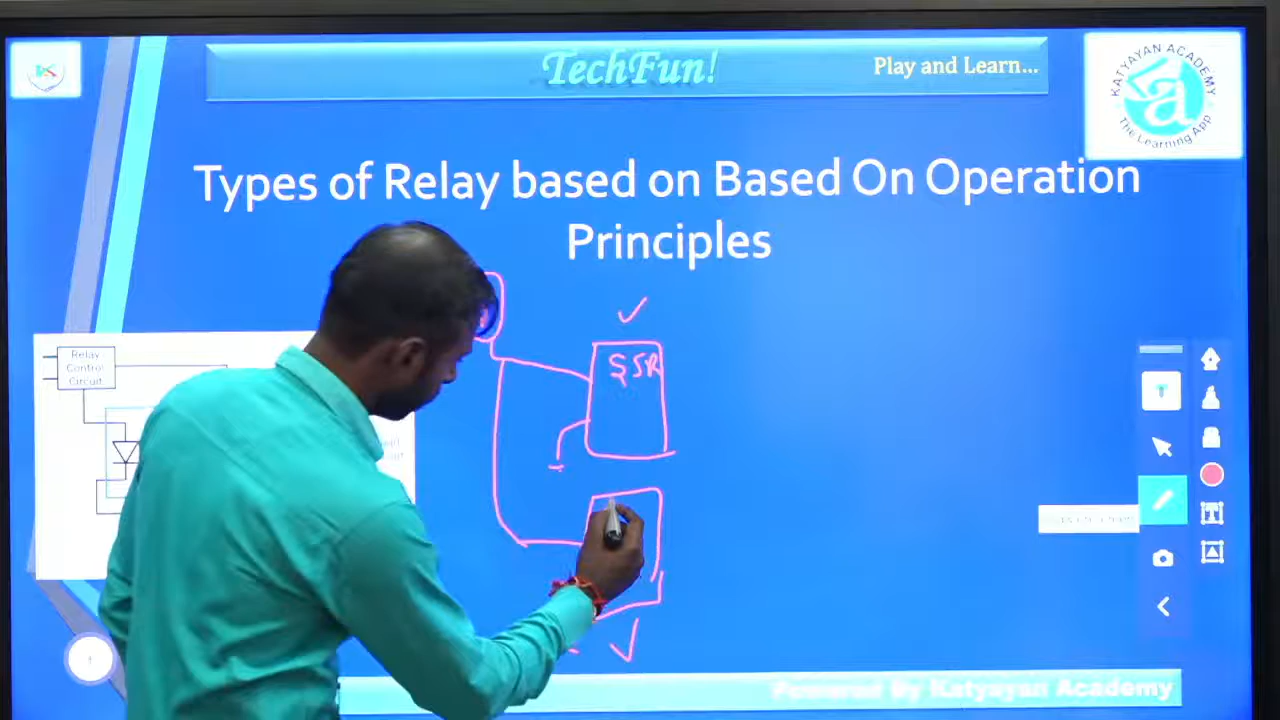 TechFun!
Play and Learn...
KATYAYAN ACADEMY
The Learning App
Types of Relay based on Based On Operation
Principles
Relay
Control
Circuit
SSR
Powered By Katyayan Academy